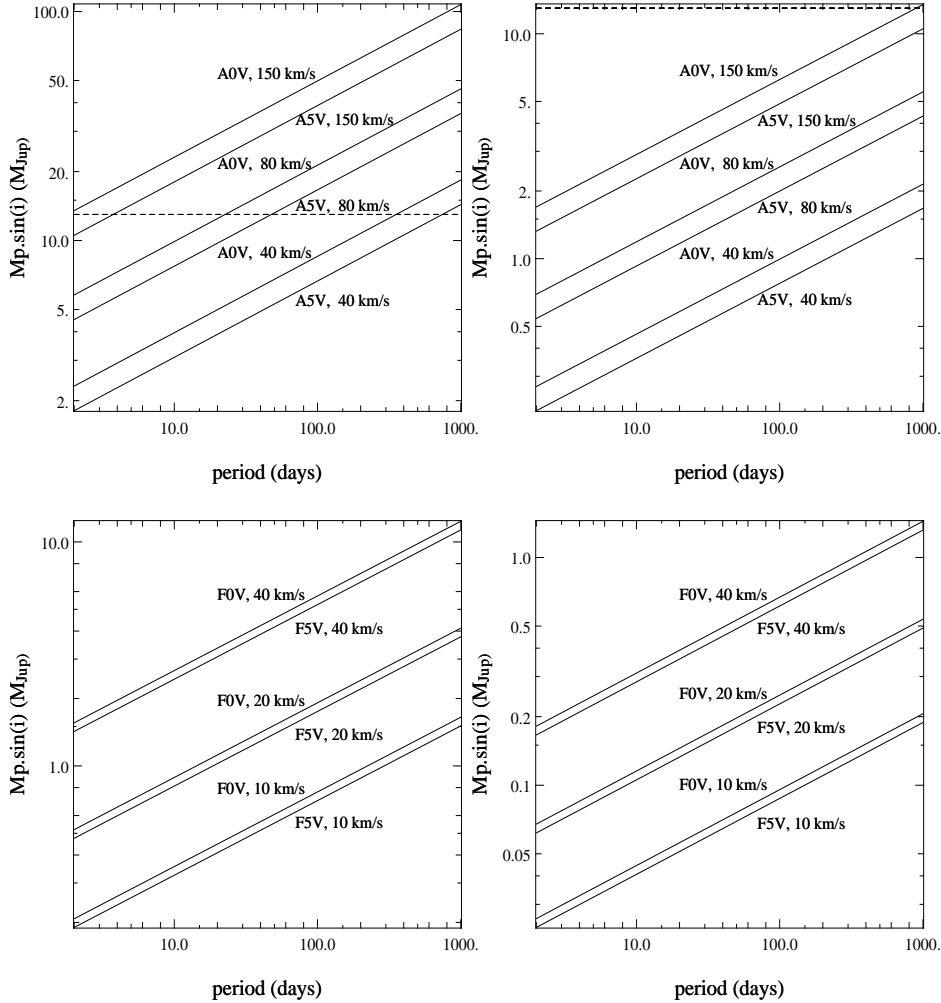 100.
50.
20.
10.0
5.
2.
Mp.sin(i) (MJup)
A0V, 150 km/s
A5V, 150 km/s
A0V, 80 km/s
A5V, 80 km/s
A0V, 40 km/s
A5V, 40 km/s
10.0 100.0 1000.
period (days)
10.0
5.
2.
1.0
0.5
Mp.sin(i) (MJup)
A0V, 150 km/s
A5V, 150 km/s
A0V, 80 km/s
A5V, 80 km/s
A0V, 40 km/s
A5V, 40 km/s
10.0 100.0 1000.
period (days)
10.0
1.0
Mp.sin(i) (MJup)
F0V, 40 km/s
F5V, 40 km/s
F0V, 20 km/s
F5V, 20 km/s
F0V, 10 km/s
F5V, 10 km/s
10.0 100.0 1000.
period (days)
1.0
0.5
0.2
0.1
0.05
Mp.sin(i) (MJup)
F0V, 40 km/s
F5V, 40 km/s
F0V, 20 km/s
F5V, 20 km/s
F0V, 10 km/s
F5V, 10 km/s
10.0 100.0 1000.
period (days)